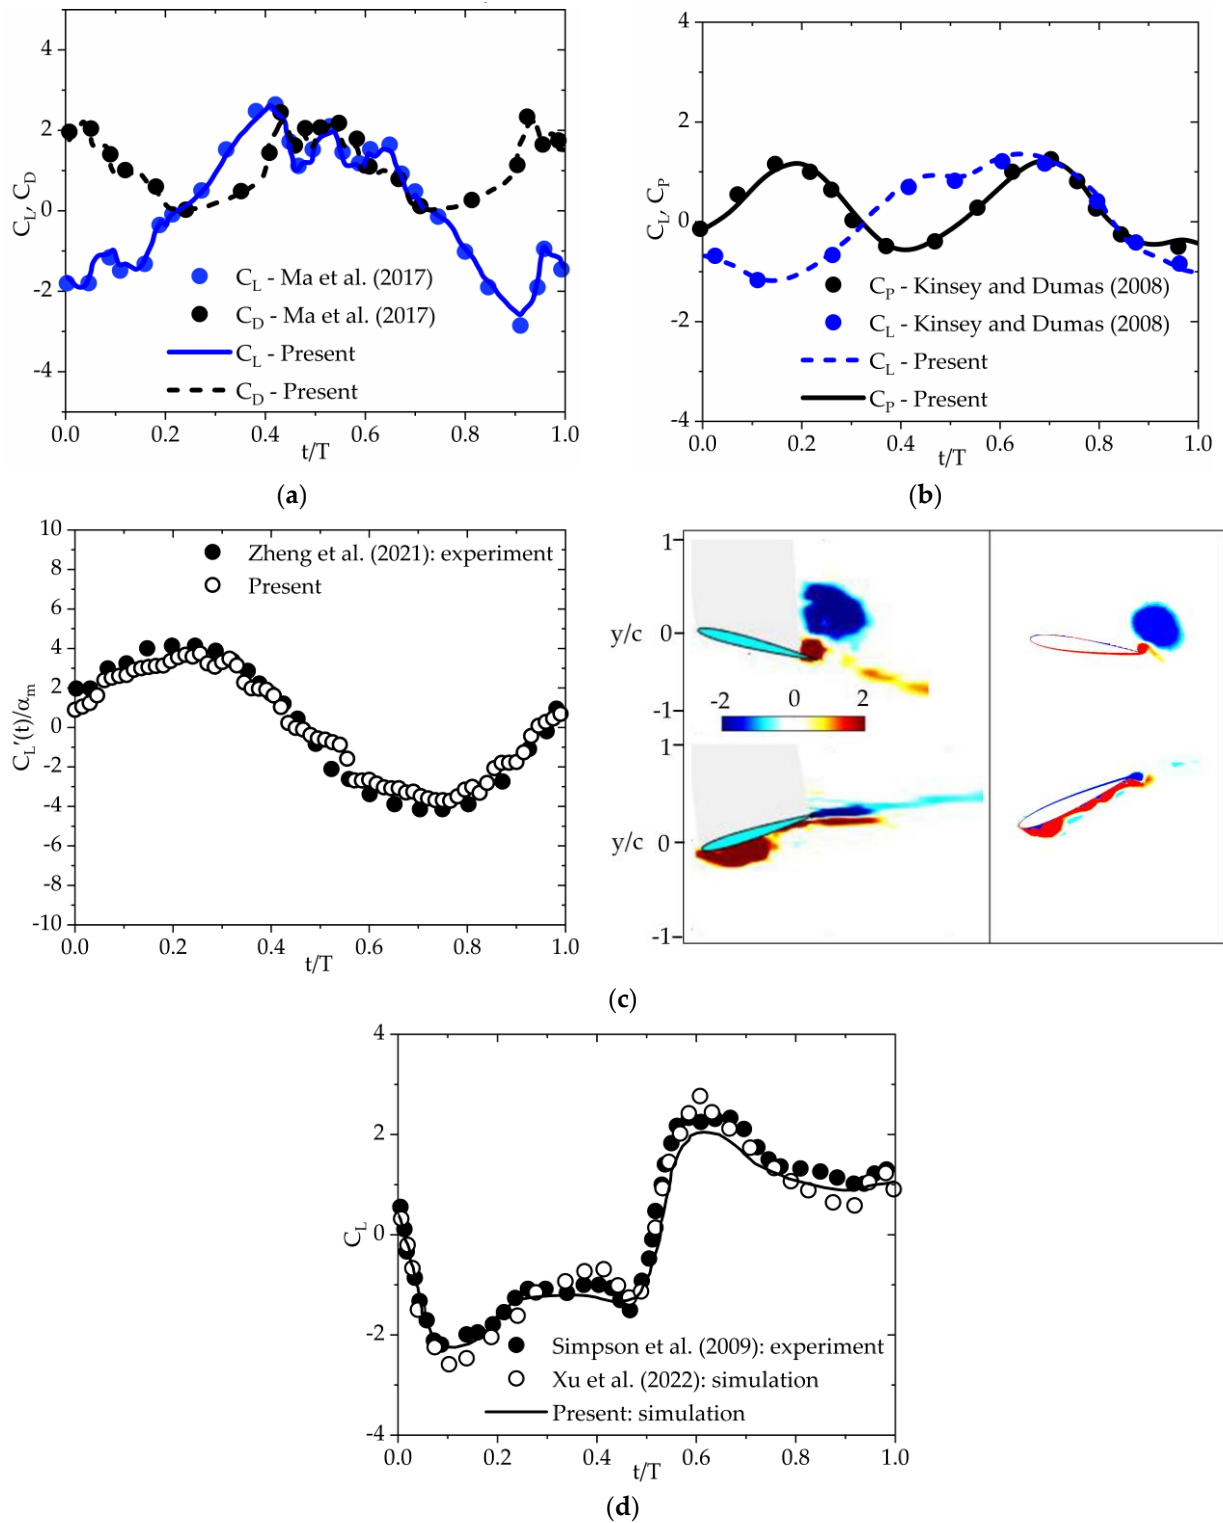 4
2
0
-2
-4
C_L, C_D
C_L - Ma et al. (2017)
C_D - Ma et al. (2017)
C_L - Present
C_D - Present
0.0 0.2 0.4 0.6 0.8 1.0
t/T
(a)
4
2
0
-2
-4
C_L, C_P
C_P - Kinsey and Dumas (2008)
C_L - Kinsey and Dumas (2008)
C_L - Present
C_P - Present
0.0 0.2 0.4 0.6 0.8 1.0
t/T
(b)
10
8
6
4
2
0
-2
-4
-6
-8
-10
C_L′(t)/α_m
Zheng et al. (2021): experiment
Present
0.0 0.2 0.4 0.6 0.8 1.0
t/T
1
y/c 0
-1
-2 0 2
1
y/c 0
-1
(c)
4
2
0
-2
-4
C_L
Simpson et al. (2009): experiment
Xu et al. (2022): simulation
Present: simulation
0.0 0.2 0.4 0.6 0.8 1.0
t/T
(d)